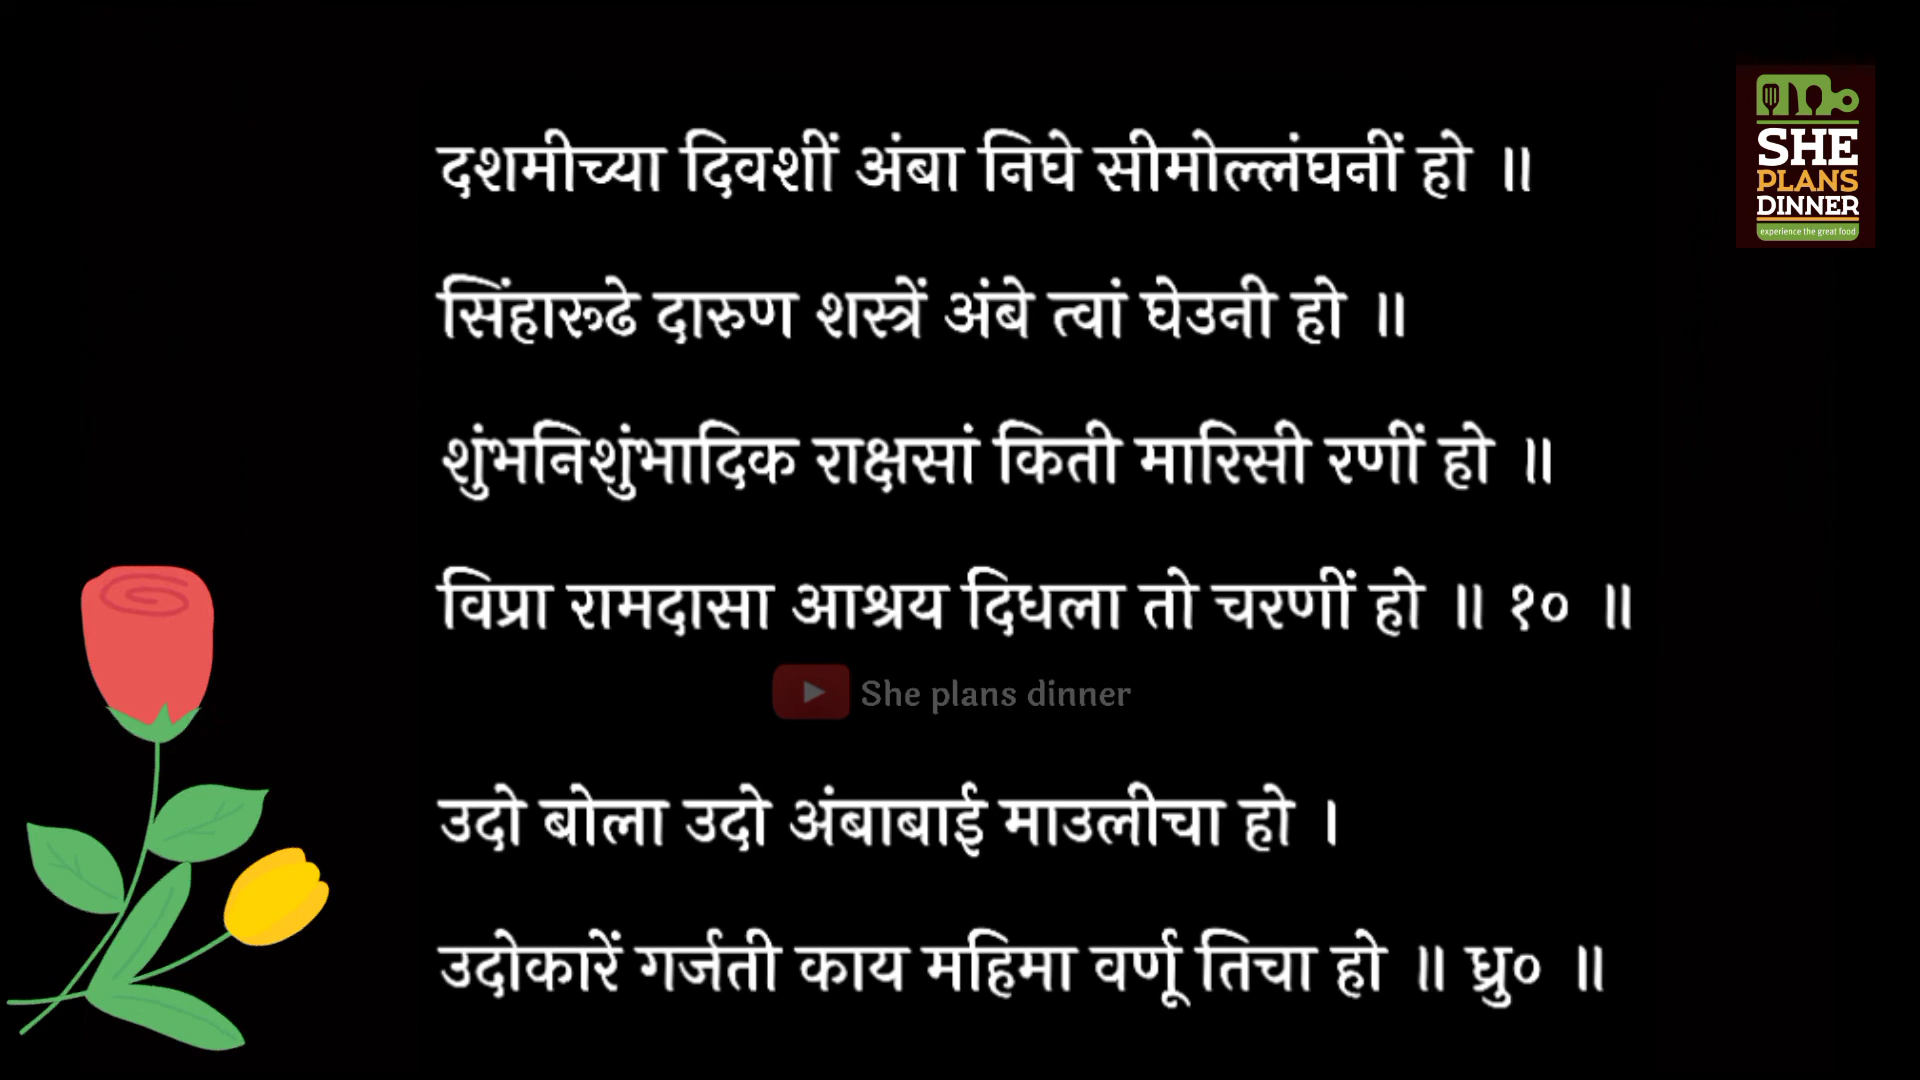 दशमीच्या दिवशीं अंबा निघे सीमोल्लंघनीं हो ॥
सिंहारूढे दारुण शस्त्रें अंबे त्वां घेउनी हो ॥
शुंभनिशुंभादिक राक्षसां किती मारिसी रणीं हो ॥
विप्रा रामदासा आश्रय दिधला तो चरणीं हो ॥ १० ॥
She plans dinner
उदो बोला उदो अंबाबाई माउलीचा हो ।
उदोकारें गर्जती काय महिमा वर्णू तिचा हो ॥ ध्रु० ॥
SHE
PLANS
DINNER
experience the great food